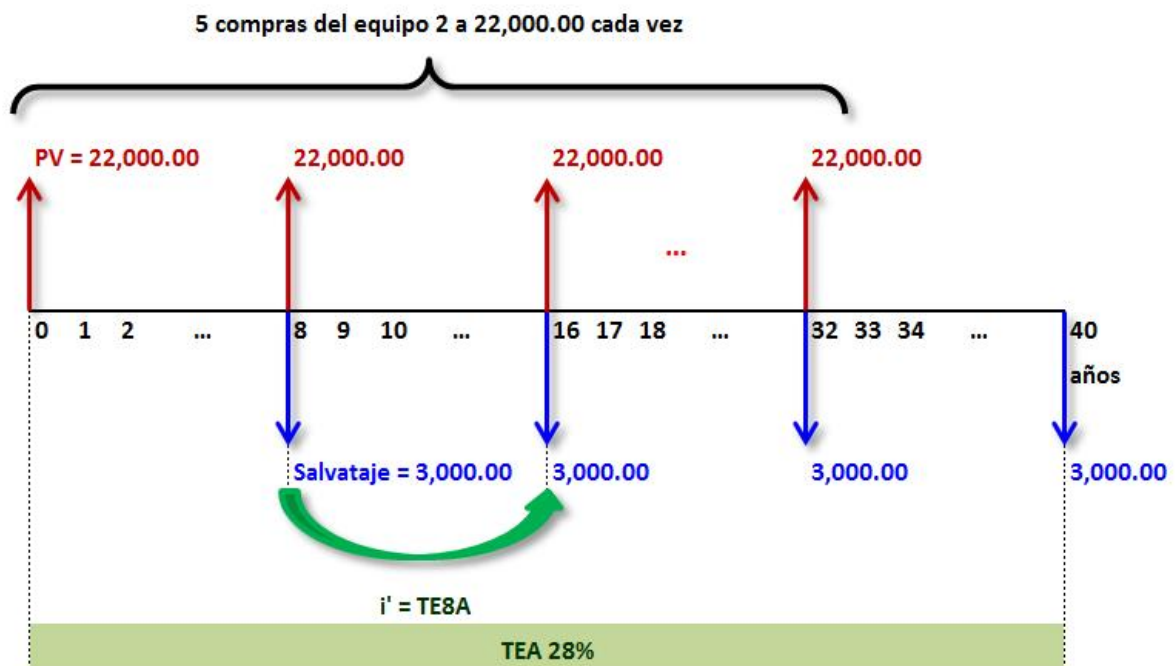 5 compras del equipo 2 a 22,000.00 cada vez
PV = 22,000.00 22,000.00 22,000.00 22,000.00
...
0 1 2 ... 8 9 10 ... 16 17 18 ... 32 33 34 ... 40
años
Salvataje = 3,000.00 3,000.00 3,000.00 3,000.00
i' = TE8A
TEA 28%